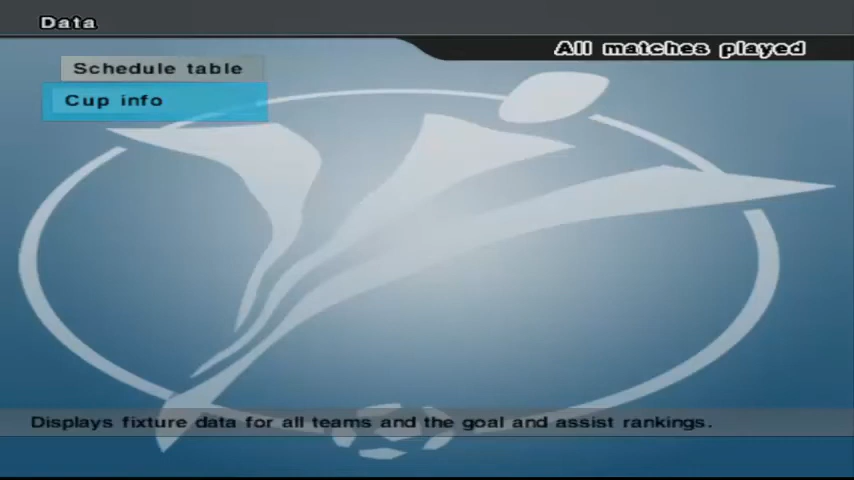 Data
All matches played
Schedule table
Cup info
Displays fixture data for all teams and the goal and assist rankings.